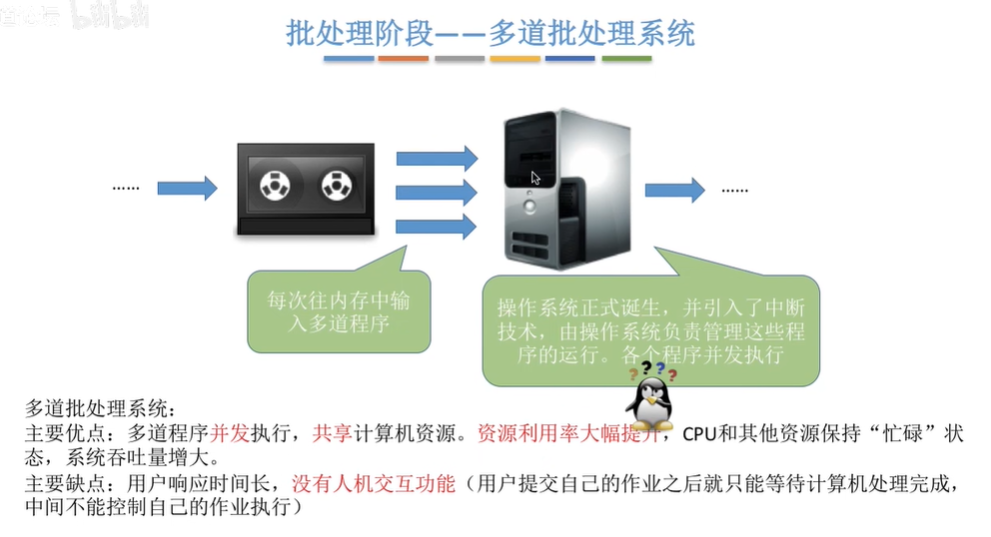 bilibili
批处理阶段——多道批处理系统
······
······
每次往内存中输
入多道程序
操作系统正式诞生，并引入了中断
技术，由操作系统负责管理这些程
序的运行。各个程序并发执行
? ? ? ?
多道批处理系统：
主要优点：多道程序并发执行，共享计算机资源。资源利用率大幅提升，CPU和其他资源保持“忙碌”状
态，系统吞吐量增大。
主要缺点：用户响应时间长，没有人机交互功能（用户提交自己的作业之后就只能等待计算机处理完成，
中间不能控制自己的作业执行）